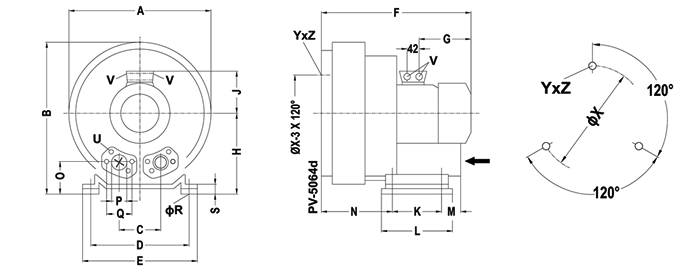 A
B
V V
J
H
U
O
P
Q
ΦR
S
C
D
E
F
G
YxZ
42
V
ØX-3 X 120°
PV-5064d
N
K
M
L
YxZ
ΦX
120°
120°